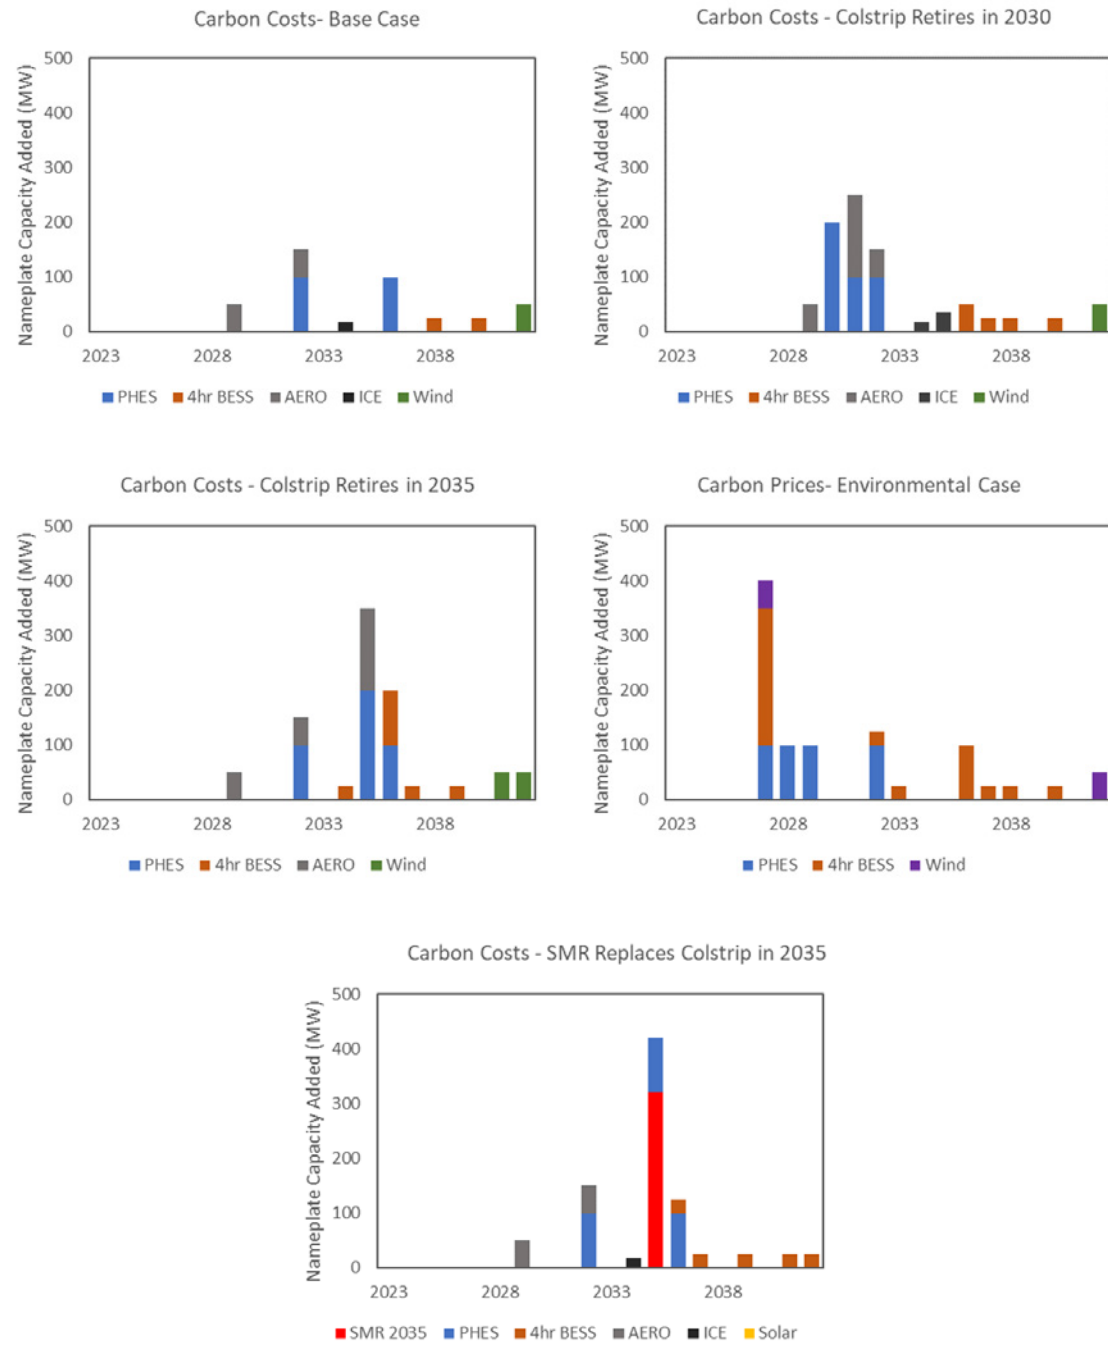 Carbon Costs- Base Case
Nameplate Capacity Added (MW)
500
400
300
200
100
0
2023 2028 2033 2038
PHES 4hr BESS AERO ICE Wind
Carbon Costs - Colstrip Retires in 2030
Nameplate Capacity Added (MW)
500
400
300
200
100
0
2023 2028 2033 2038
PHES 4hr BESS AERO ICE Wind
Carbon Costs - Colstrip Retires in 2035
Nameplate Capacity Added (MW)
500
400
300
200
100
0
2023 2028 2033 2038
PHES 4hr BESS AERO Wind
Carbon Prices- Environmental Case
Nameplate Capacity Added (MW)
500
400
300
200
100
0
2023 2028 2033 2038
PHES 4hr BESS Wind
Carbon Costs - SMR Replaces Colstrip in 2035
Nameplate Capacity Added (MW)
500
400
300
200
100
0
2023 2028 2033 2038
SMR 2035 PHES 4hr BESS AERO ICE Solar